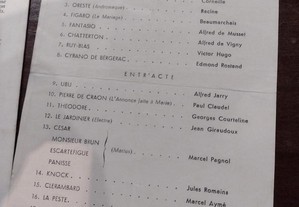 Corneille
3. ORESTE (Andromaque) Racine
4. FIGARO (Le Mariage) Beaumarchais
5. FANTASIO Alfred de Musset
6. CHATTERTON Alfred de Vigny
7. RUY-BLAS Victor Hugo
8. CYRANO DE BERGERAC Edmond Rostand
ENTR'ACTE
9. UBU Alfred Jarry
10. PIERRE DE CRAON (L'Annonce faite à Marie) Paul Claudel
11. THEODORE Georges Courteline
12. LE JARDINIER (Electre) Jean Giraudoux
13. CESAR
MONSIEUR BRUN
ESCARTEFIGUE (Marius) Marcel Pagnol
PANISSE
14. KNOCK Jules Romains
15. CLERAMBARD Marcel Aymé
16. LA PESTE